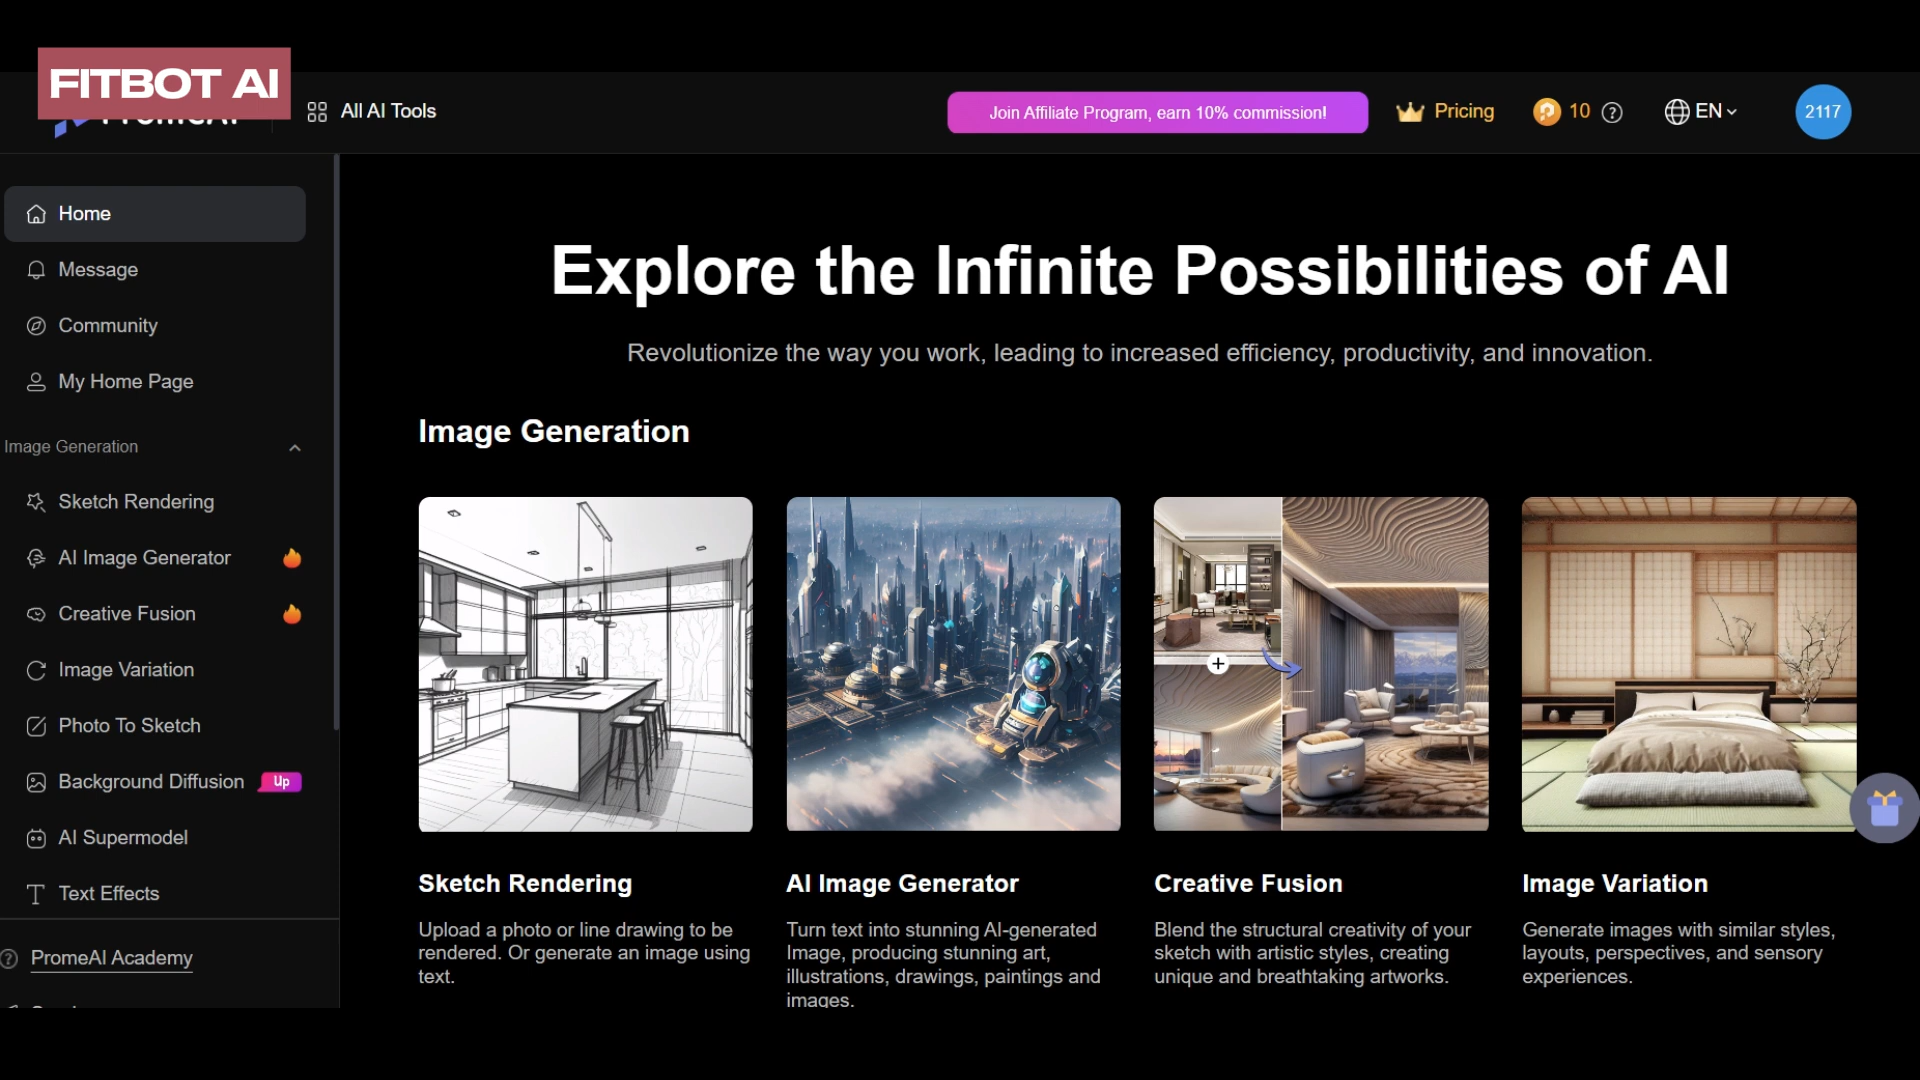 FITBOT AI
PromeAI
All AI Tools
Join Affiliate Program, earn 10% commission!
Pricing
10
EN
2117
Home
Message
Community
My Home Page
Image Generation
Sketch Rendering
AI Image Generator
Creative Fusion
Image Variation
Photo To Sketch
Background Diffusion
Up
AI Supermodel
Text Effects
PromeAI Academy
Explore the Infinite Possibilities of AI
Revolutionize the way you work, leading to increased efficiency, productivity, and innovation.
Image Generation
Sketch Rendering
Upload a photo or line drawing to be
rendered. Or generate an image using
text.
AI Image Generator
Turn text into stunning AI-generated
Image, producing stunning art,
illustrations, drawings, paintings and
images.
Creative Fusion
Blend the structural creativity of your
sketch with artistic styles, creating
unique and breathtaking artworks.
Image Variation
Generate images with similar styles,
layouts, perspectives, and sensory
experiences.